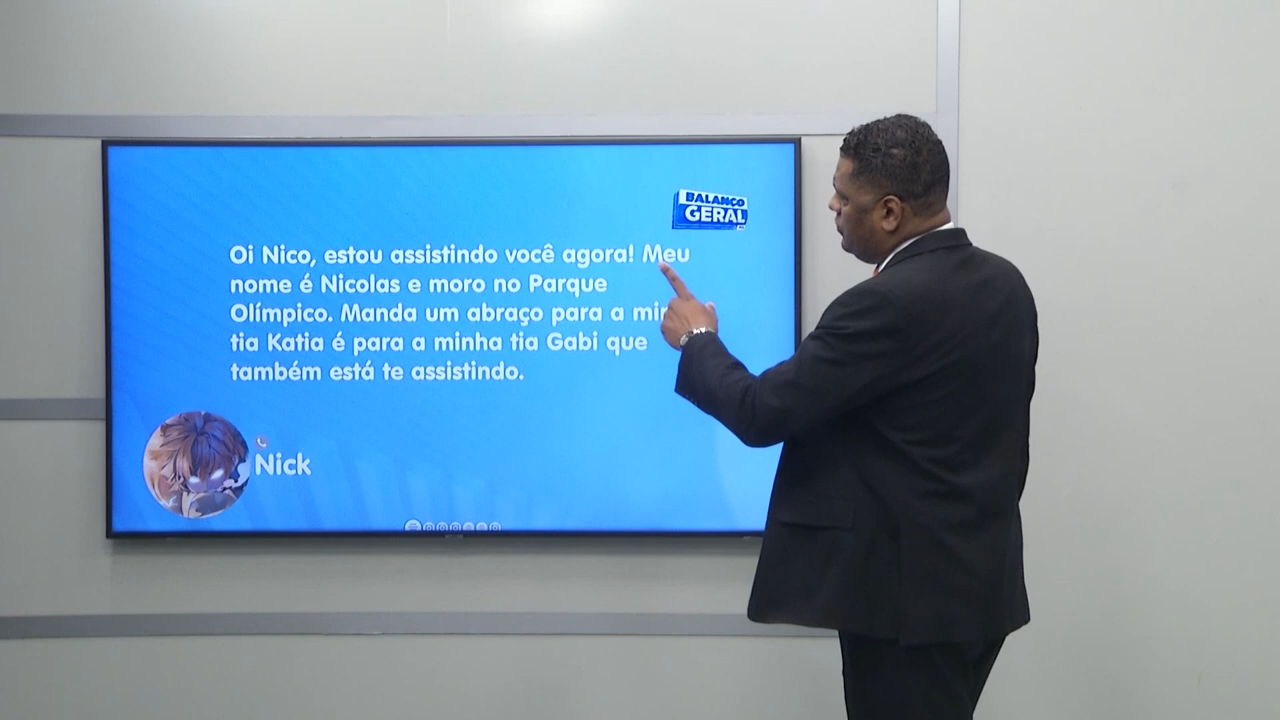 BALANÇO
GERAL
Oi Nico, estou assistindo você agora! Meu
nome é Nicolas e moro no Parque
Olímpico. Manda um abraço para a
tia Katia é para a minha tia Gabi que
também está te assistindo.
Nick